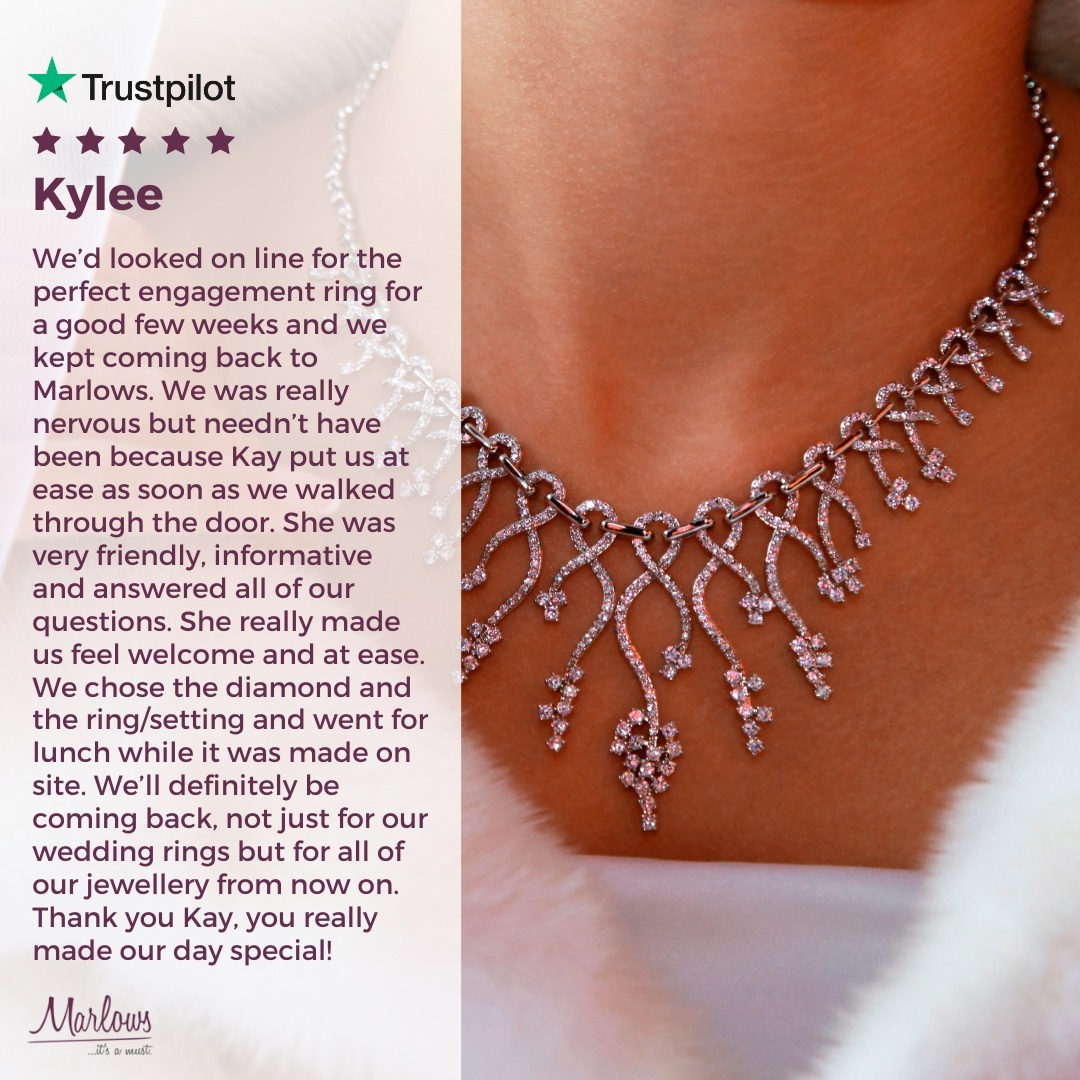 Trustpilot
Kylee
We’d looked on line for the
perfect engagement ring for
a good few weeks and we
kept coming back to
Marlows. We was really
nervous but needn’t have
been because Kay put us at
ease as soon as we walked
through the door. She was
very friendly, informative
and answered all of our
questions. She really made
us feel welcome and at ease.
We chose the diamond and
the ring/setting and went for
lunch while it was made on
site. We’ll definitely be
coming back, not just for our
wedding rings but for all of
our jewellery from now on.
Thank you Kay, you really
made our day special!
Marlows
...it’s a must.